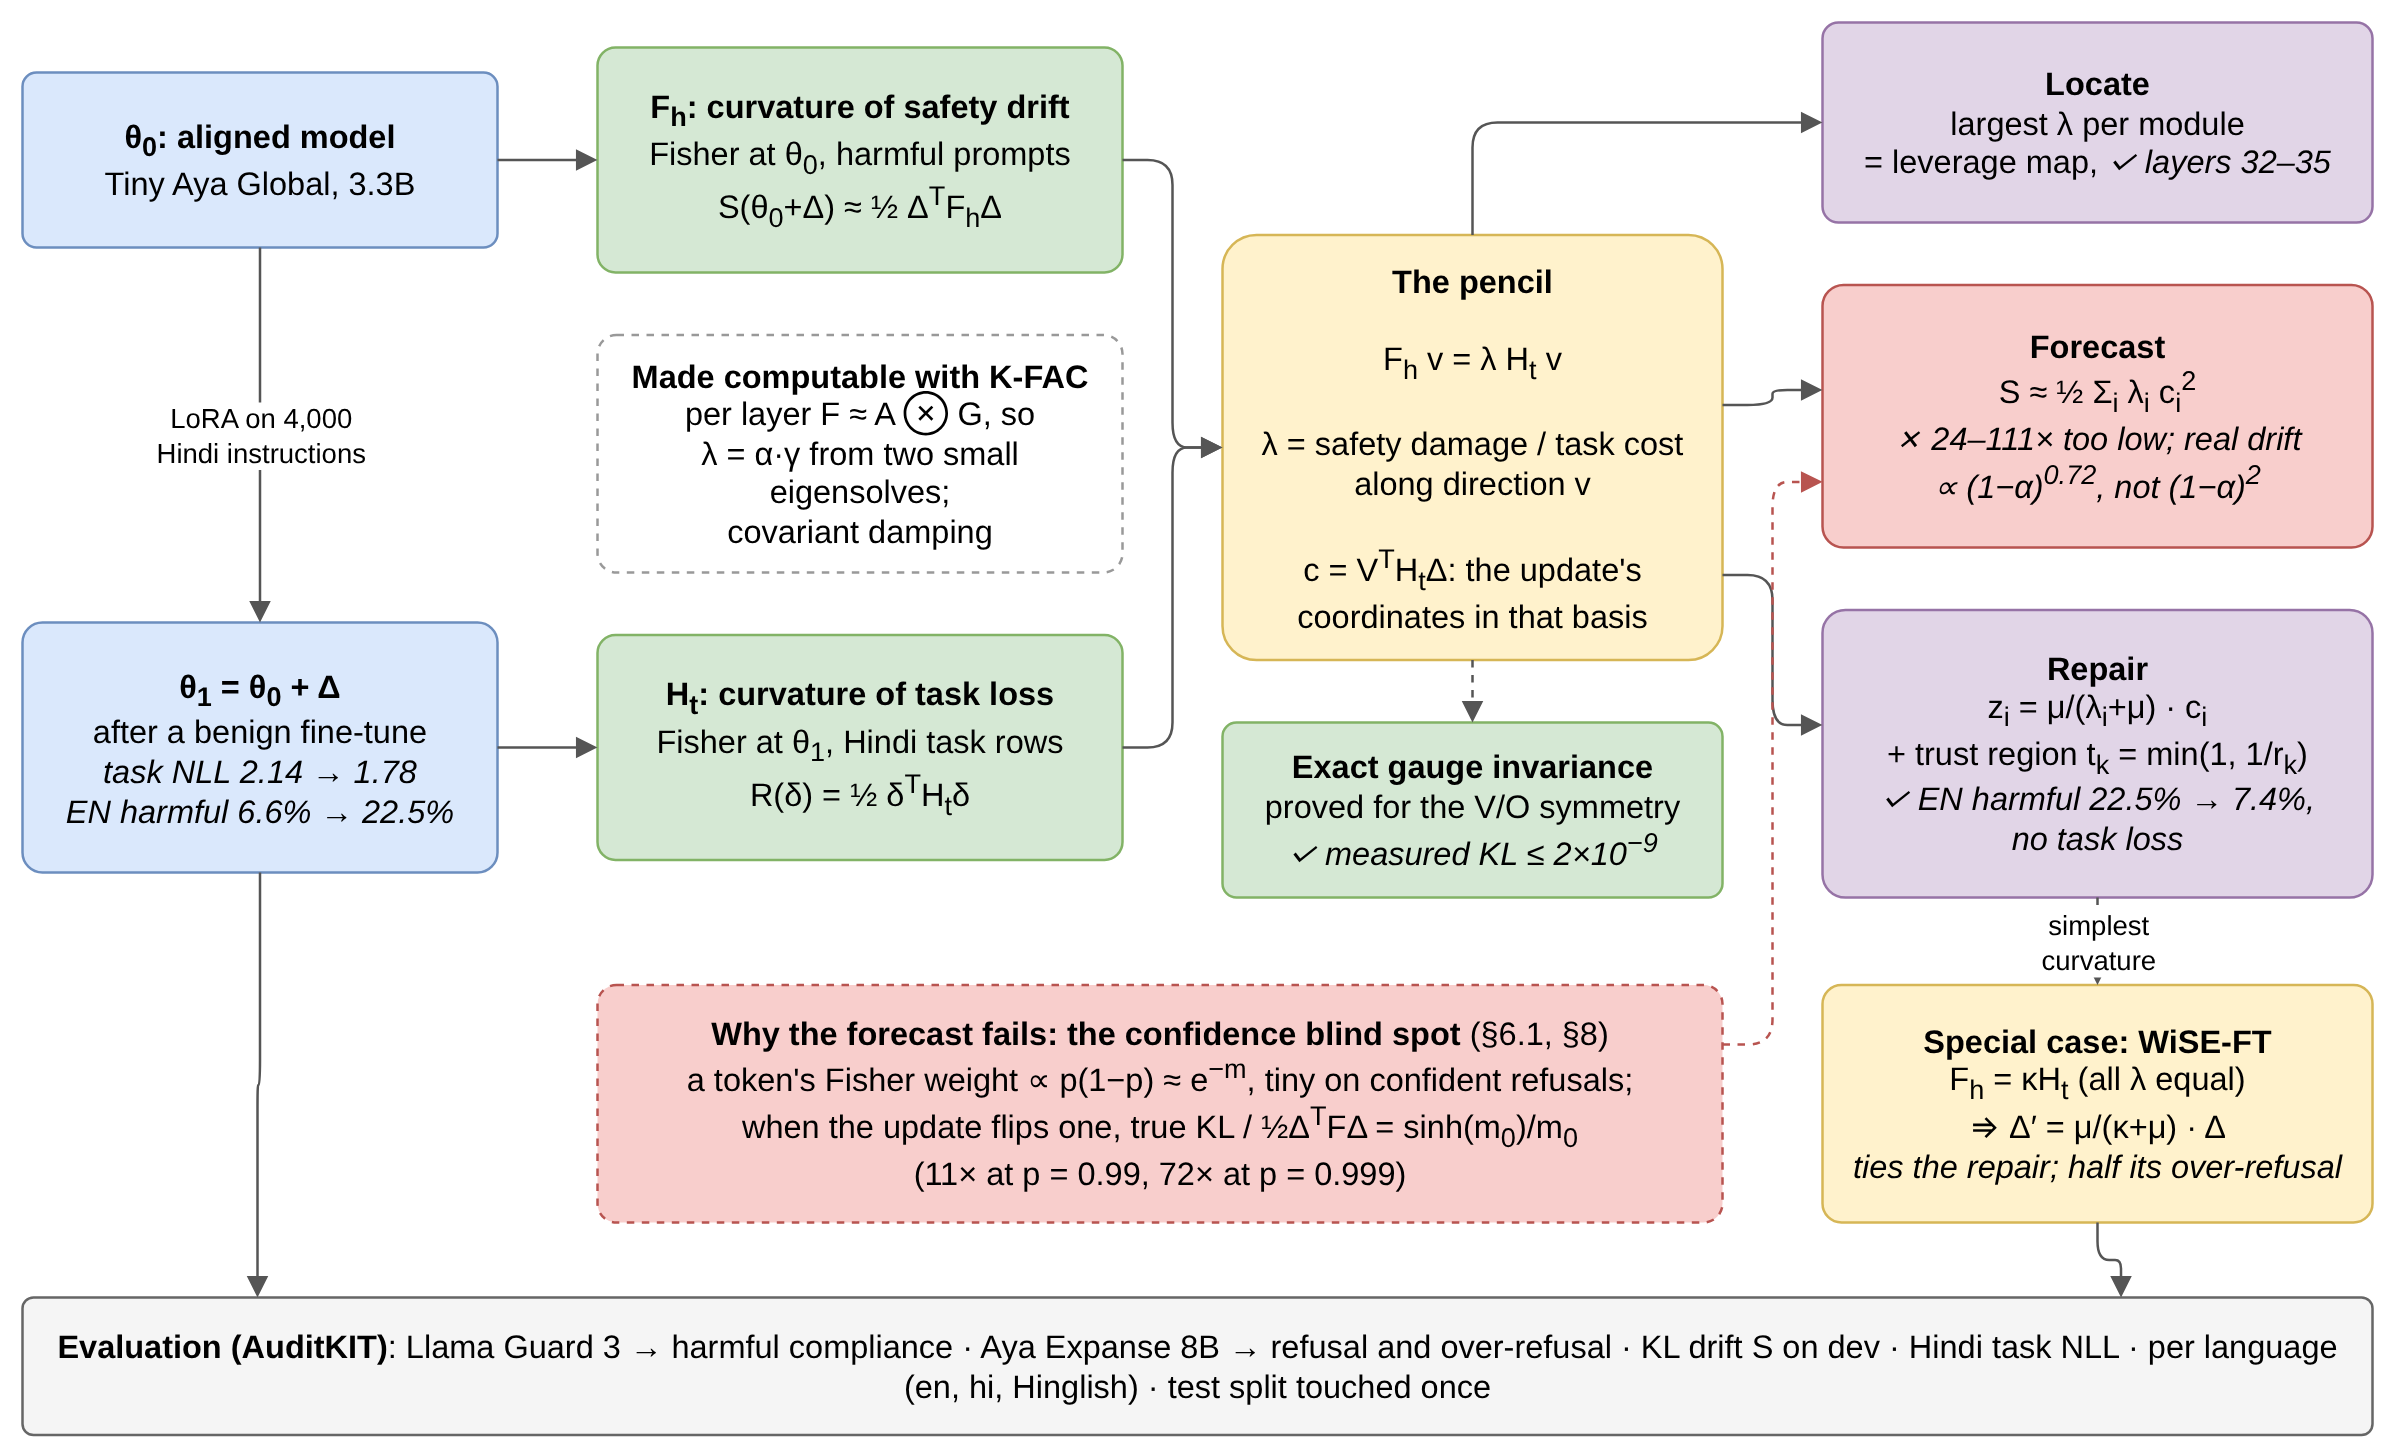 θ₀: aligned model
Tiny Aya Global, 3.3B
LoRA on 4,000
Hindi instructions
θ₁ = θ₀ + Δ
after a benign fine-tune
task NLL 2.14 → 1.78
EN harmful 6.6% → 22.5%
F_h: curvature of safety drift
Fisher at θ₀, harmful prompts
S(θ₀+Δ) ≈ ½ ΔᵀF_hΔ
Made computable with K-FAC
per layer F ≈ A ⊗ G, so
λ = α·γ from two small
eigensolves;
covariant damping
H_t: curvature of task loss
Fisher at θ₁, Hindi task rows
R(δ) = ½ δᵀH_tδ
The pencil
F_h v = λ H_t v
λ = safety damage / task cost
along direction v
c = VᵀH_tΔ: the update's
coordinates in that basis
Exact gauge invariance
proved for the V/O symmetry
✓ measured KL ≤ 2×10⁻⁹
Locate
largest λ per module
= leverage map, ✓ layers 32–35
Forecast
S ≈ ½ Σᵢ λᵢ cᵢ²
✕ 24–111× too low; real drift
∝ (1−α)^0.72, not (1−α)²
Repair
zᵢ = μ/(λᵢ+μ) · cᵢ
+ trust region t_k = min(1, 1/r_k)
✓ EN harmful 22.5% → 7.4%,
no task loss
simplest
curvature
Why the forecast fails: the confidence blind spot (§6.1, §8)
a token's Fisher weight ∝ p(1−p) ≈ e^−m, tiny on confident refusals;
when the update flips one, true KL / ½ΔᵀFΔ = sinh(m₀)/m₀
(11× at p = 0.99, 72× at p = 0.999)
Special case: WiSE-FT
F_h = κH_t (all λ equal)
⇒ Δ′ = μ/(κ+μ) · Δ
ties the repair; half its over-refusal
Evaluation (AuditKIT): Llama Guard 3 → harmful compliance · Aya Expanse 8B → refusal and over-refusal · KL drift S on dev · Hindi task NLL · per language
(en, hi, Hinglish) · test split touched once